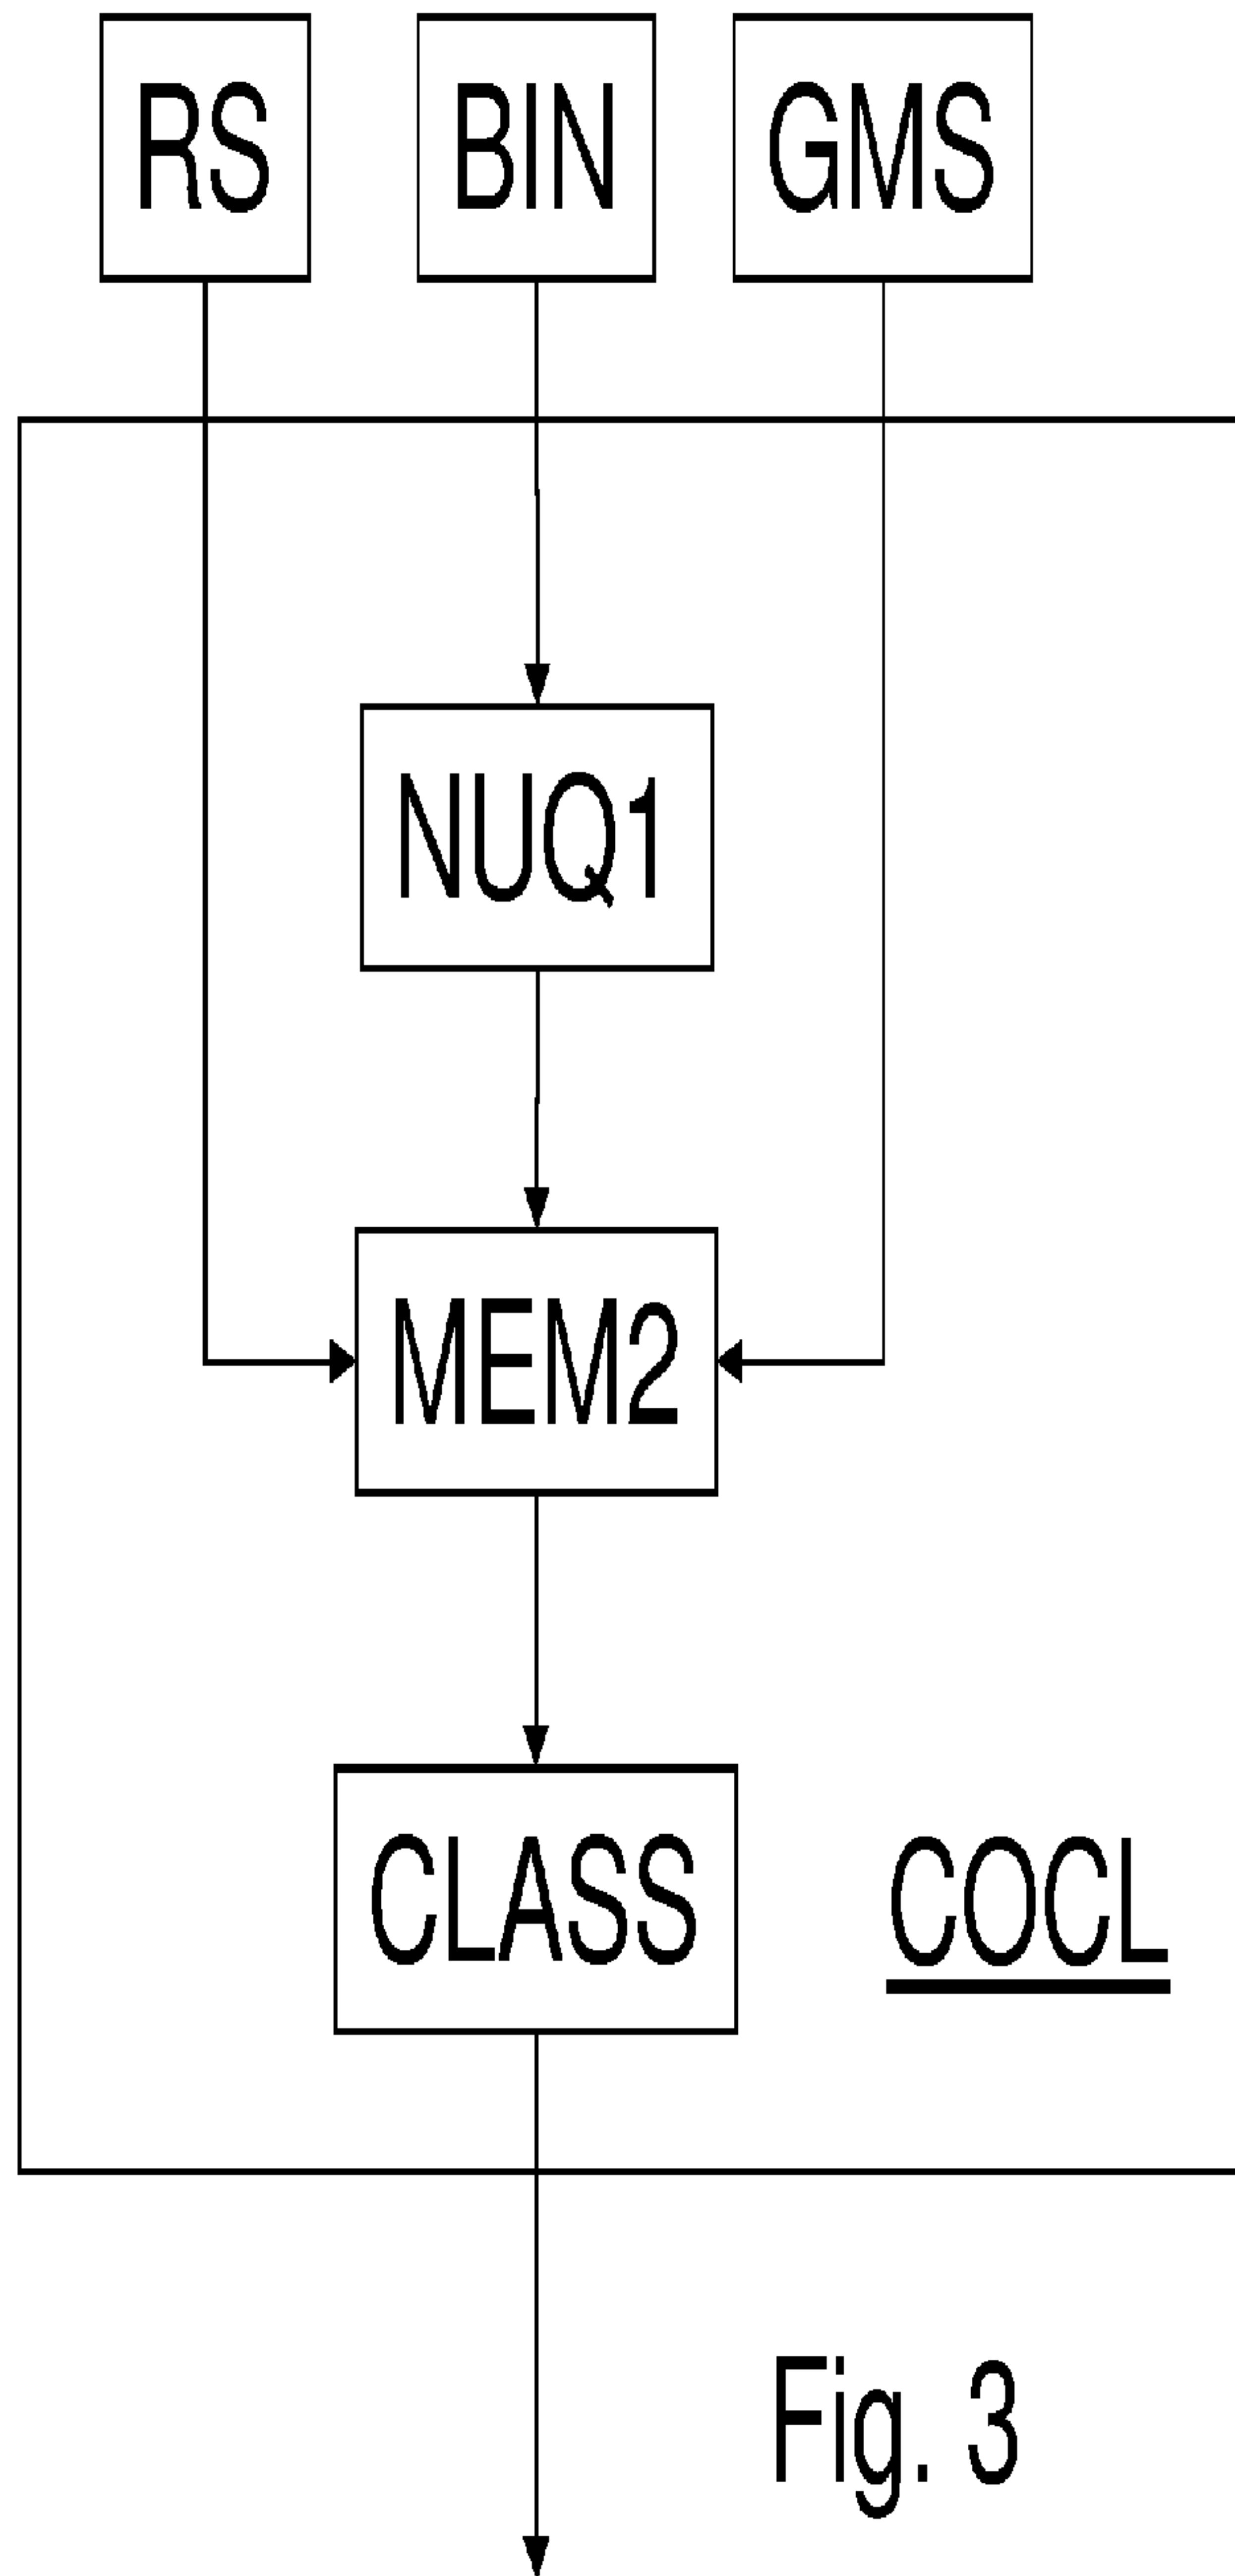 RS BIN GMS
NUQ1
MEM2
CLASS
COCL
Fig. 3